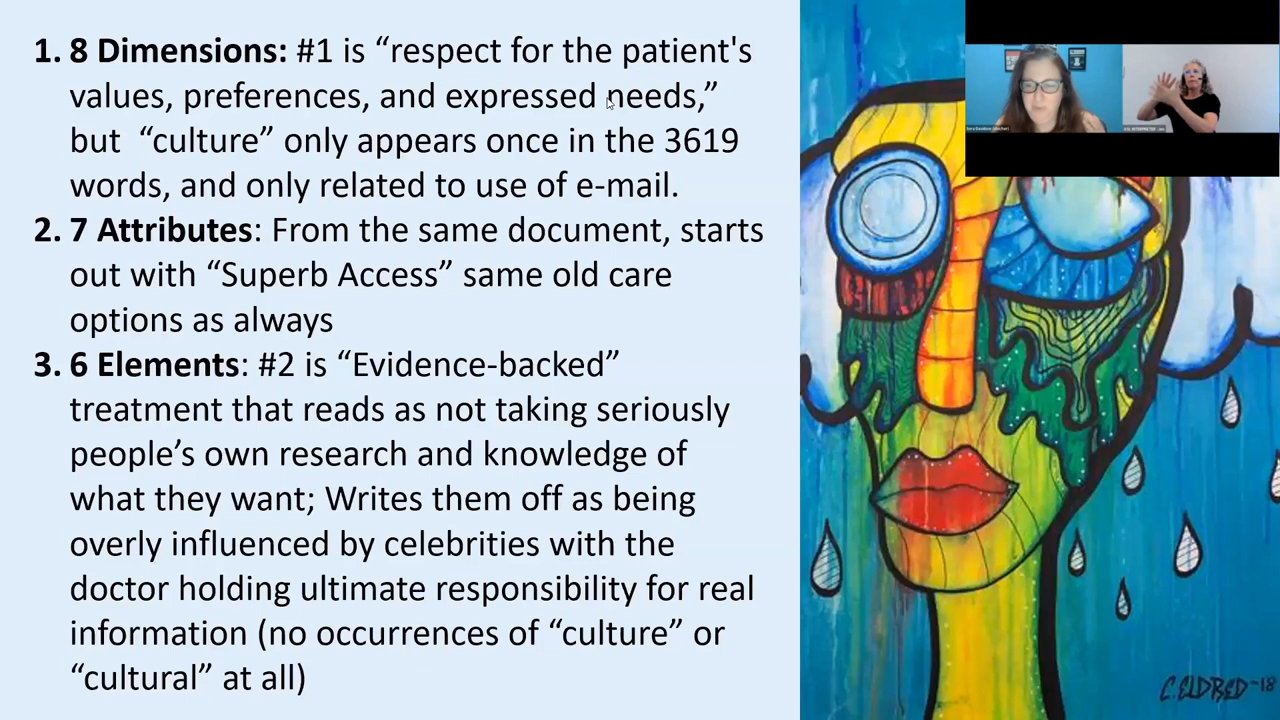 1. 8 Dimensions: #1 is “respect for the patient's
values, preferences, and expressed needs,”
but “culture” only appears once in the 3619
words, and only related to use of e-mail.
2. 7 Attributes: From the same document, starts
out with “Superb Access” same old care
options as always
3. 6 Elements: #2 is “Evidence-backed”
treatment that reads as not taking seriously
people’s own research and knowledge of
what they want; Writes them off as being
overly influenced by celebrities with the
doctor holding ultimate responsibility for real
information (no occurrences of “culture” or
“cultural” at all)
ASL INTERPRETER
C. ELDRED -18